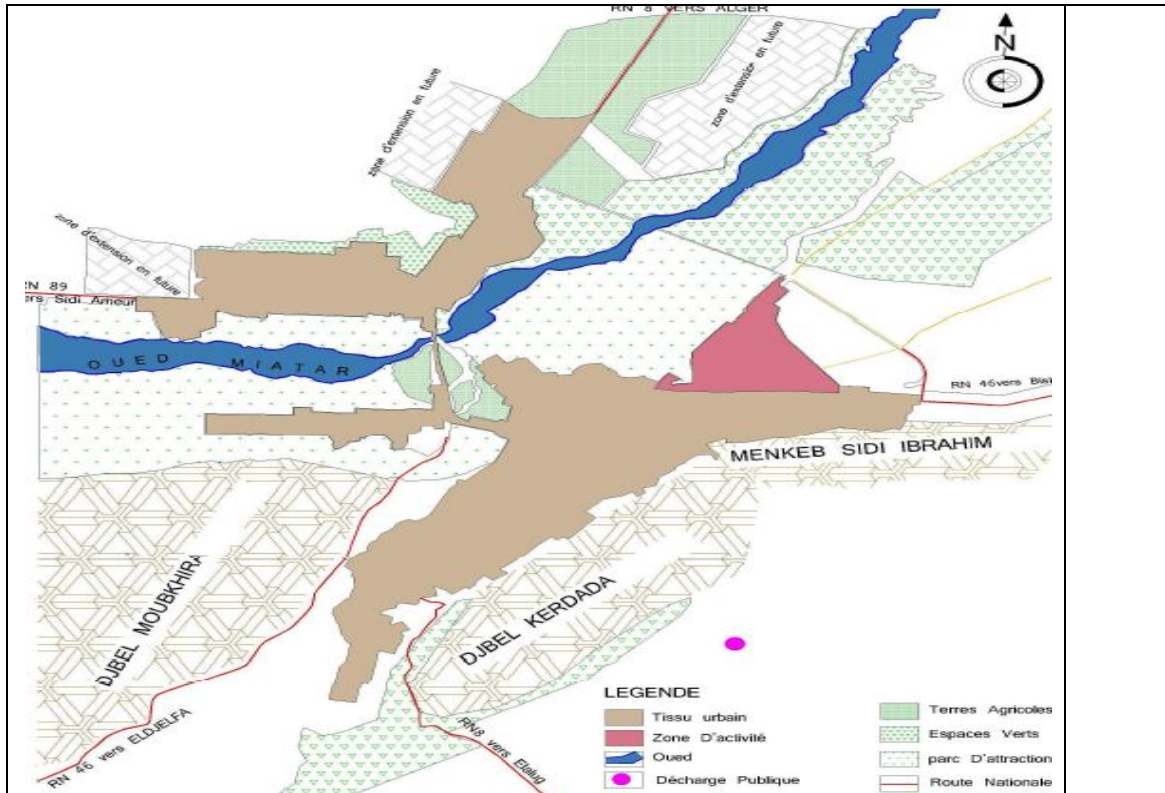 RN 8 VERS ALGER
N
zone d'extension en future
zone d'extension en future
zone d'extension en future
RN 89
vers Sidi Ameur
OUED MIATAR
RN 46 vers Bis
MENKEB SIDI IBRAHIM
DJBEL MOUBKHIRA
DJBEL KERDADA
RN 46 vers ELDJELFA
RN8 vers Elalug
LEGENDE
Tissu urbain
Zone D'activité
Oued
Décharge Publique
Terres Agricoles
Espaces Verts
parc D'attraction
Route Nationale